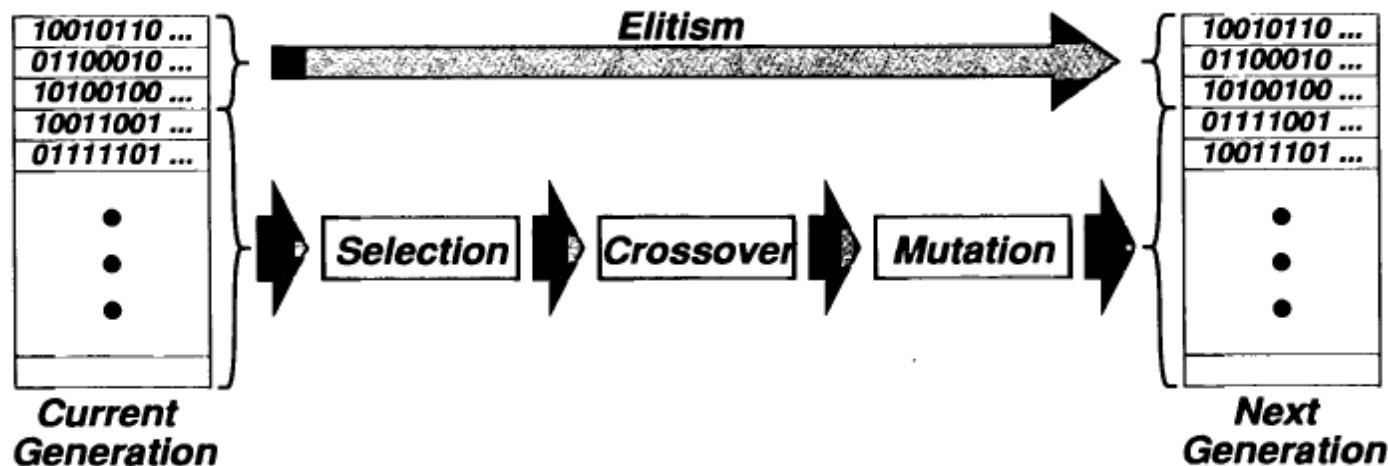 Elitism
10010110 ...
01100010 ...
10100100 ...
10011001 ...
01111101 ...
Selection
Crossover
Mutation
10010110 ...
01100010 ...
10100100 ...
01111001 ...
10011101 ...
Current
Generation
Next
Generation